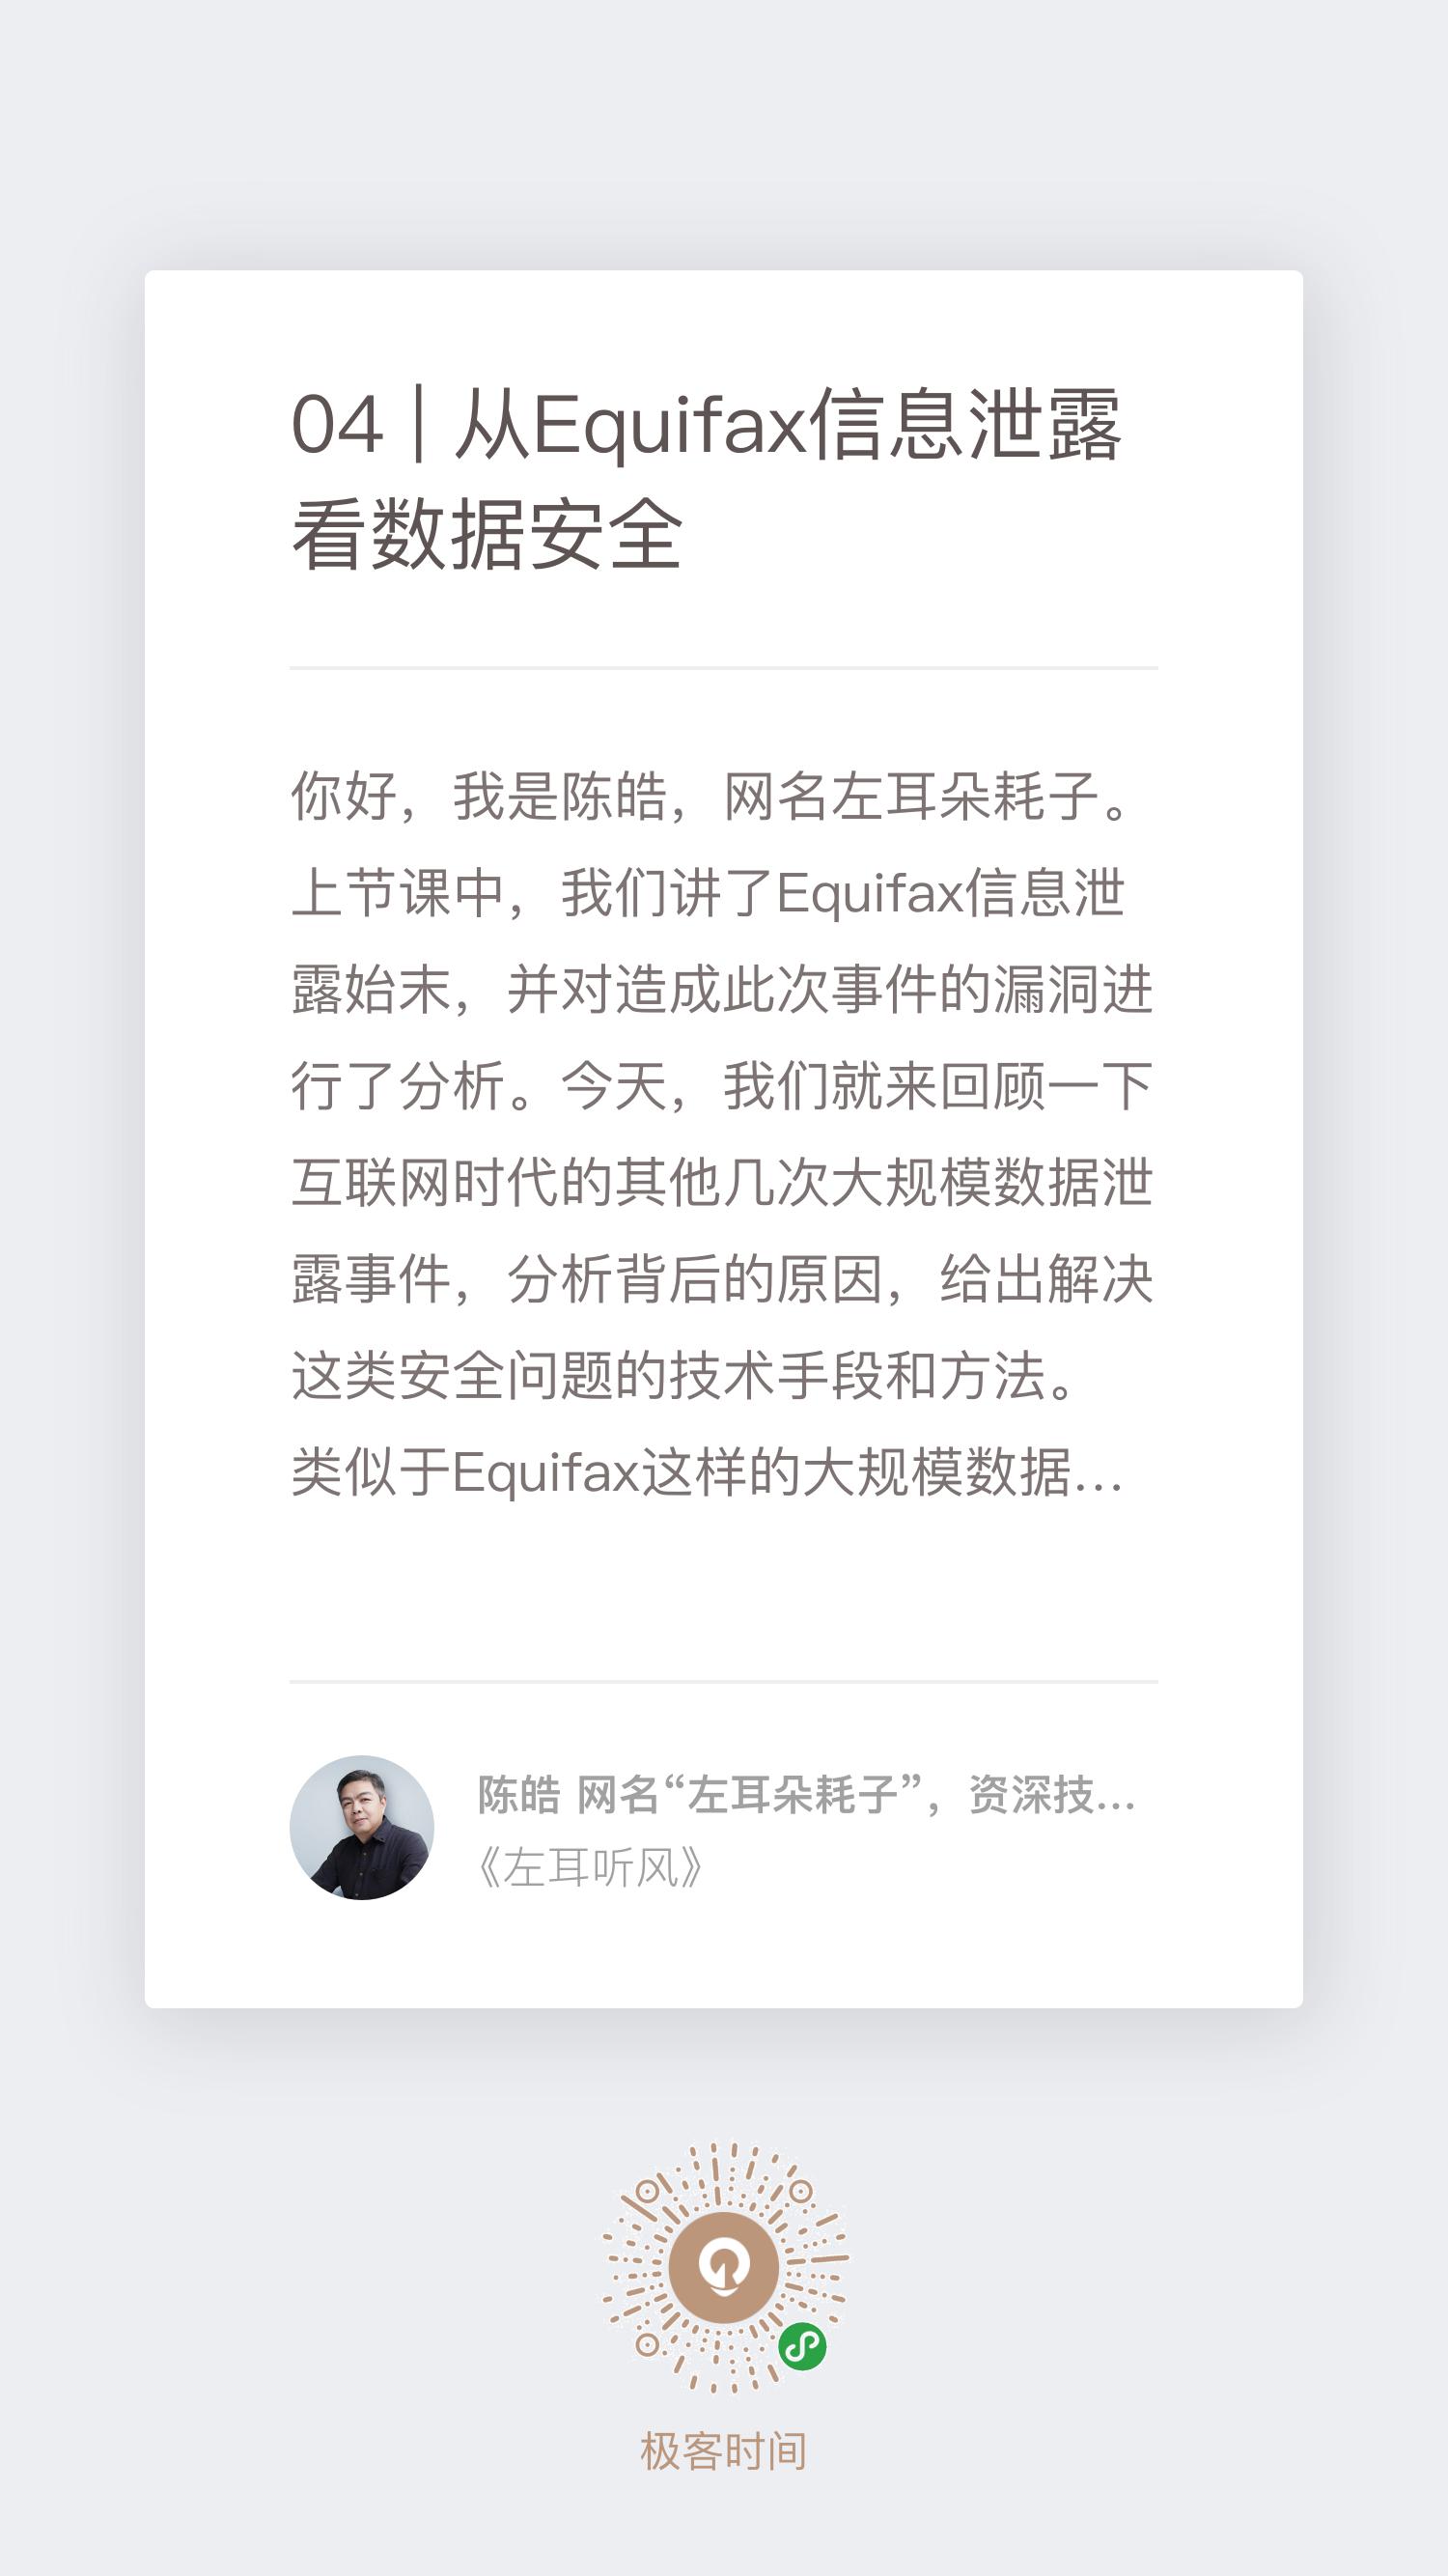 04 | 从Equifax信息泄露
看数据安全
你好，我是陈皓，网名左耳朵耗子。
上节课中，我们讲了Equifax信息泄
露始末，并对造成此次事件的漏洞进
行了分析。今天，我们就来回顾一下
互联网时代的其他几次大规模数据泄
露事件，分析背后的原因，给出解决
这类安全问题的技术手段和方法。
类似于Equifax这样的大规模数据...
陈皓 网名“左耳朵耗子”，资深技...
《左耳听风》
极客时间